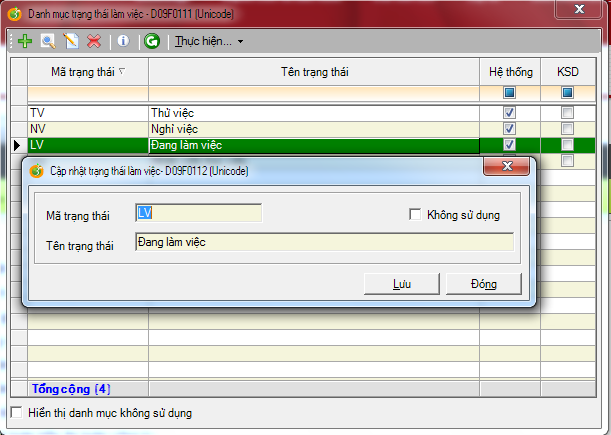 Danh mục trạng thái làm việc - D09F0111 (Unicode)
Thực hiện...
Mã trạng thái Tên trạng thái Hệ thống KSD
TV Thử việc
NV Nghỉ việc
LV Đang làm việc
Cập nhật trạng thái làm việc- D09F0112 (Unicode)
Mã trạng thái LV Không sử dụng
Tên trạng thái Đang làm việc
Lưu Đóng
Tổng cộng (4)
Hiển thị danh mục không sử dụng